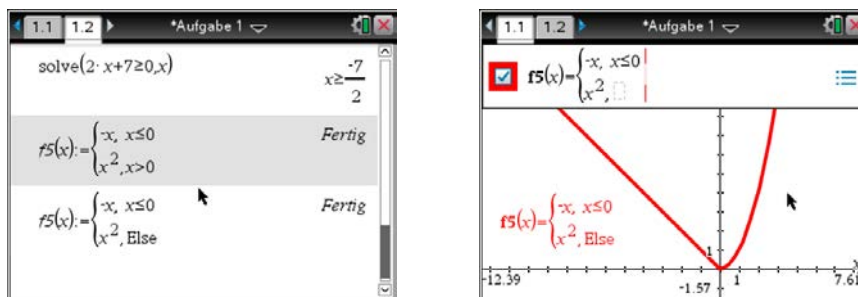 1.1 1.2 *Aufgabe 1
solve(2·x+7≥0,x)
x≥-7/2
f5(x):={-x, x≤0
x²,x>0
Fertig
f5(x):={-x, x≤0
x²,Else
Fertig
1.1 1.2 *Aufgabe 1
f5(x)={-x, x≤0
x²,
f5(x)={-x, x≤0
x²,Else
1
x
-12.39
-1.57
1